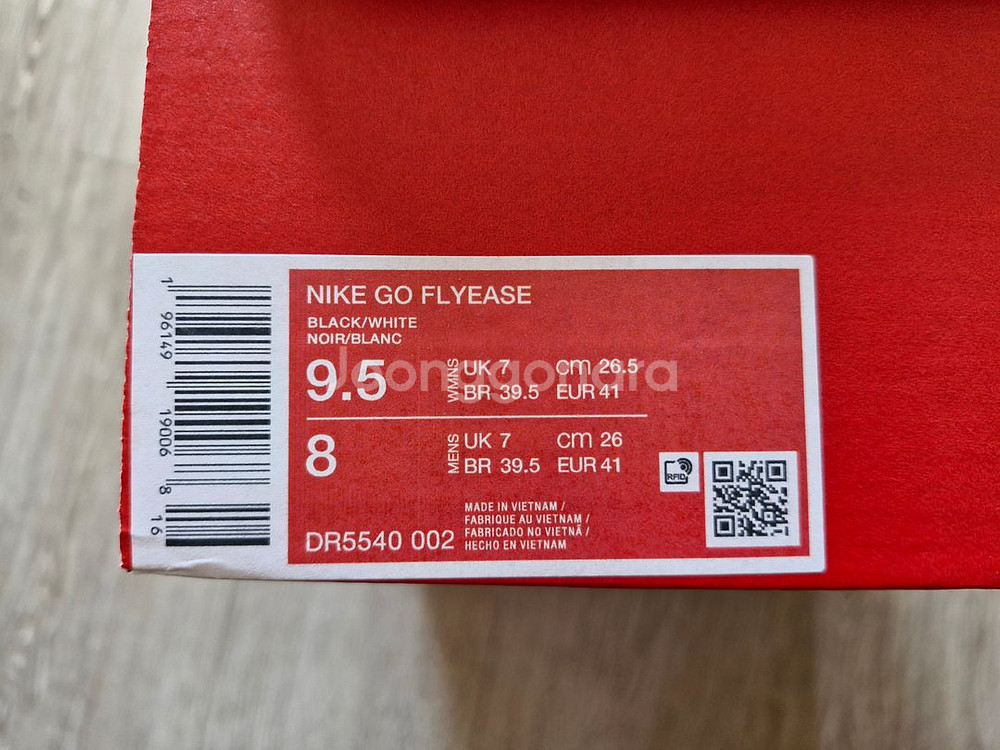 NIKE GO FLYEASE
BLACK/WHITE
NOIR/BLANC
9.5 WMNS UK 7 cm 26.5
BR 39.5 EUR 41
8 MENS UK 7 cm 26
BR 39.5 EUR 41
DR5540 002
MADE IN VIETNAM /
FABRIQUE AU VIETNAM /
FABRICADO NO VIETNÃ /
HECHO EN VIETNAM
RFID
1 96149 19006 8 16
Joonggonara